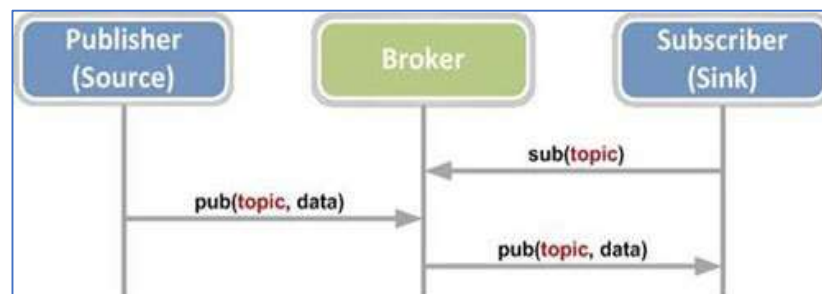 Publisher
(Source)
Broker
Subscriber
(Sink)
sub(topic)
pub(topic, data)
pub(topic, data)